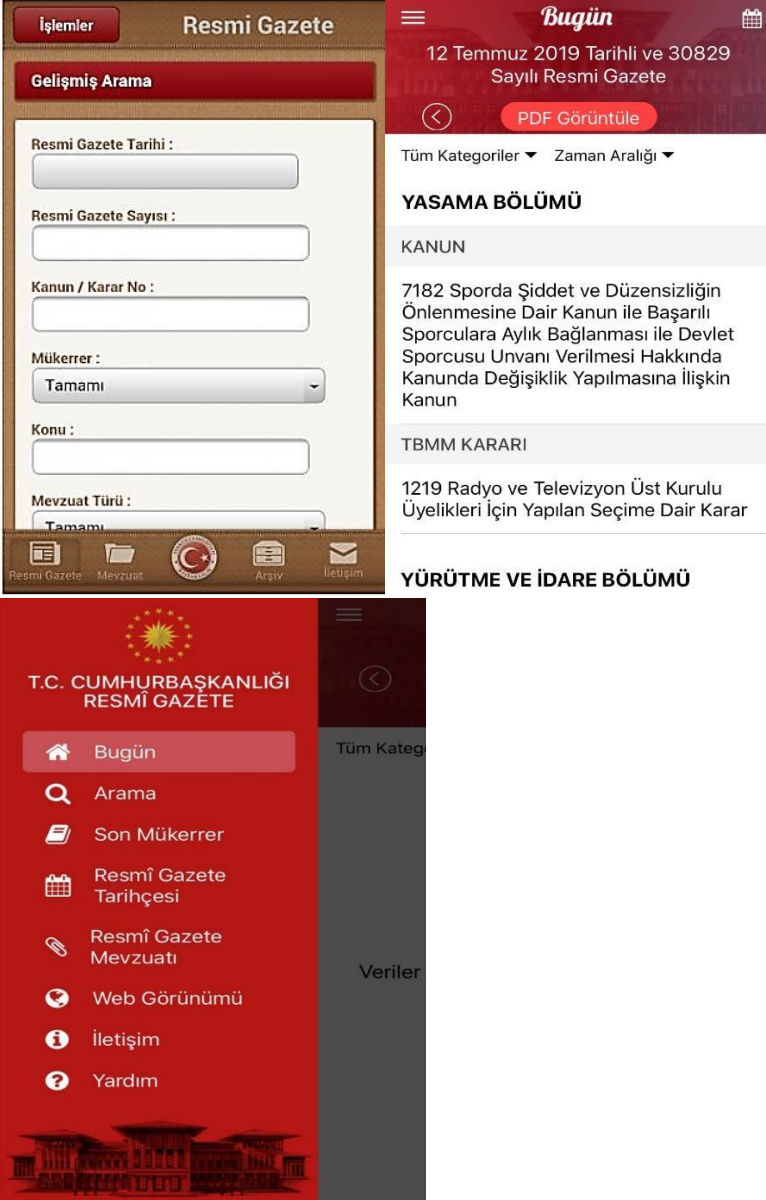 İşlemler
Resmi Gazete
Gelişmiş Arama
Resmi Gazete Tarihi :
Resmi Gazete Sayısı :
Kanun / Karar No :
Mükerrer :
Tamamı
Konu :
Mevzuat Türü :
Tamamı
Resmi Gazete
Mevzuat
Arşiv
İletişim
Bugün
12 Temmuz 2019 Tarihli ve 30829
Sayılı Resmi Gazete
PDF Görüntüle
Tüm Kategoriler
Zaman Aralığı
YASAMA BÖLÜMÜ
KANUN
7182 Sporda Şiddet ve Düzensizliğin
Önlenmesine Dair Kanun ile Başarılı
Sporculara Aylık Bağlanması ile Devlet
Sporcusu Unvanı Verilmesi Hakkında
Kanunda Değişiklik Yapılmasına İlişkin
Kanun
TBMM KARARI
1219 Radyo ve Televizyon Üst Kurulu
Üyelikleri İçin Yapılan Seçime Dair Karar
YÜRÜTME VE İDARE BÖLÜMÜ
T.C. CUMHURBAŞKANLIĞI
RESMÎ GAZETE
Bugün
Arama
Son Mükerrer
Resmî Gazete
Tarihçesi
Resmî Gazete
Mevzuatı
Web Görünümü
İletişim
Yardım
Tüm Kateg
Veriler